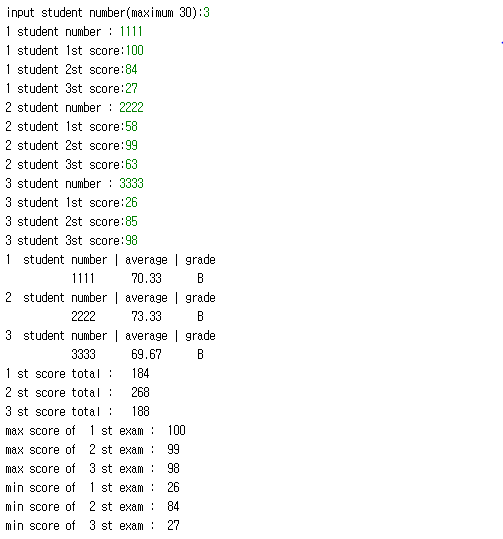 input student number(maximum 30):3
1 student number : 1111
1 student 1st score:100
1 student 2st score:84
1 student 3st score:27
2 student number : 2222
2 student 1st score:58
2 student 2st score:99
2 student 3st score:63
3 student number : 3333
3 student 1st score:26
3 student 2st score:85
3 student 3st score:98
1  student number | average | grade
1111 70.33 B
2  student number | average | grade
2222 73.33 B
3  student number | average | grade
3333 69.67 B
1 st score total :   184
2 st score total :   268
3 st score total :   188
max score of  1 st exam :  100
max score of  2 st exam :  99
max score of  3 st exam :  98
min score of  1 st exam :  26
min score of  2 st exam :  84
min score of  3 st exam :  27